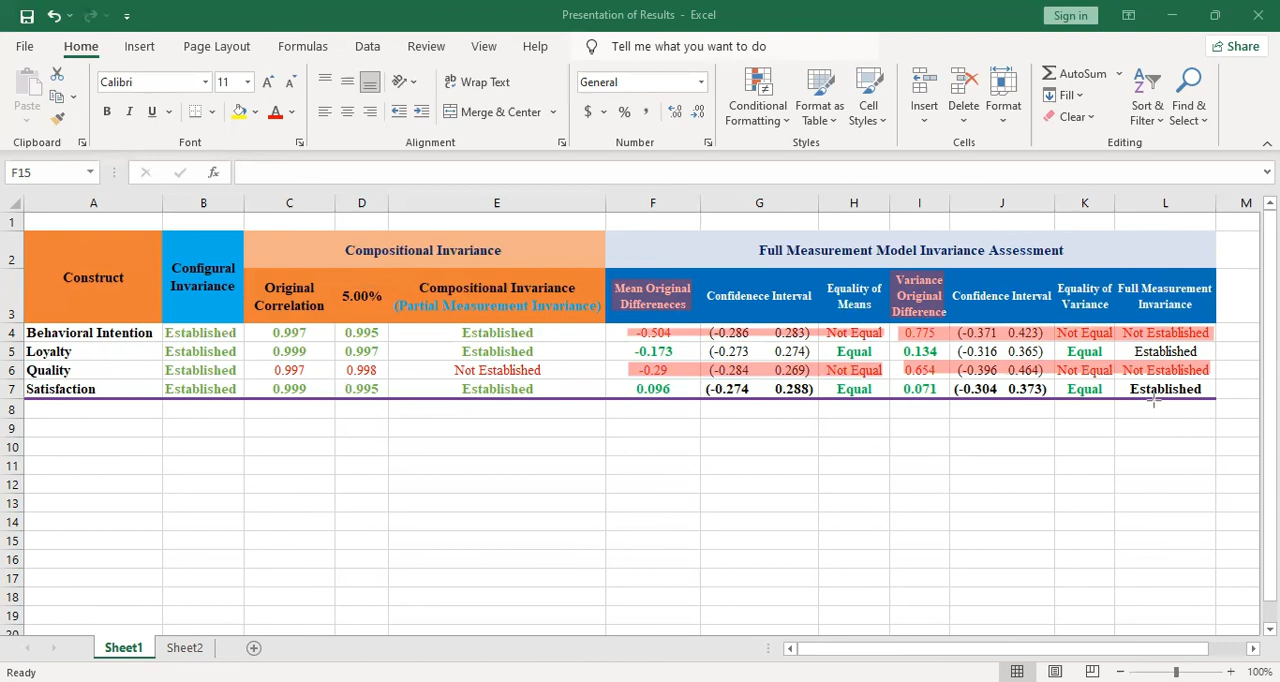 Presentation of Results - Excel
Sign in
File Home Insert Page Layout Formulas Data Review View Help Tell me what you want to do Share
Paste
Clipboard
Calibri 11
B I U
Font
Wrap Text
Merge & Center
Alignment
General
$ % ,
Number
Conditional Formatting
Format as Table
Cell Styles
Styles
Insert Delete Format
Cells
AutoSum
Fill
Clear
Sort & Filter
Find & Select
Editing
F15
fx
A B C D E F G H I J K L M
1
2 Construct Configural Invariance Compositional Invariance Full Measurement Model Invariance Assessment
3 Original Correlation 5.00% Compositional Invariance (Partial Measurement Invariance) Mean Original Differeneces Confidenece Interval Equality of Means Variance Original Difference Confidence Interval Equality of Variance Full Measurement Invariance
4 Behavioral Intention Established 0.997 0.995 Established -0.504 (-0.286 0.283) Not Equal 0.775 (-0.371 0.423) Not Equal Not Established
5 Loyalty Established 0.999 0.997 Established -0.173 (-0.273 0.274) Equal 0.134 (-0.316 0.365) Equal Established
6 Quality Established 0.997 0.998 Not Established -0.29 (-0.284 0.269) Not Equal 0.654 (-0.396 0.464) Not Equal Not Established
7 Satisfaction Established 0.999 0.995 Established 0.096 (-0.274 0.288) Equal 0.071 (-0.304 0.373) Equal Established
8
9
10
11
12
13
14
15
16
17
18
19
20
Sheet1 Sheet2
Ready
100%